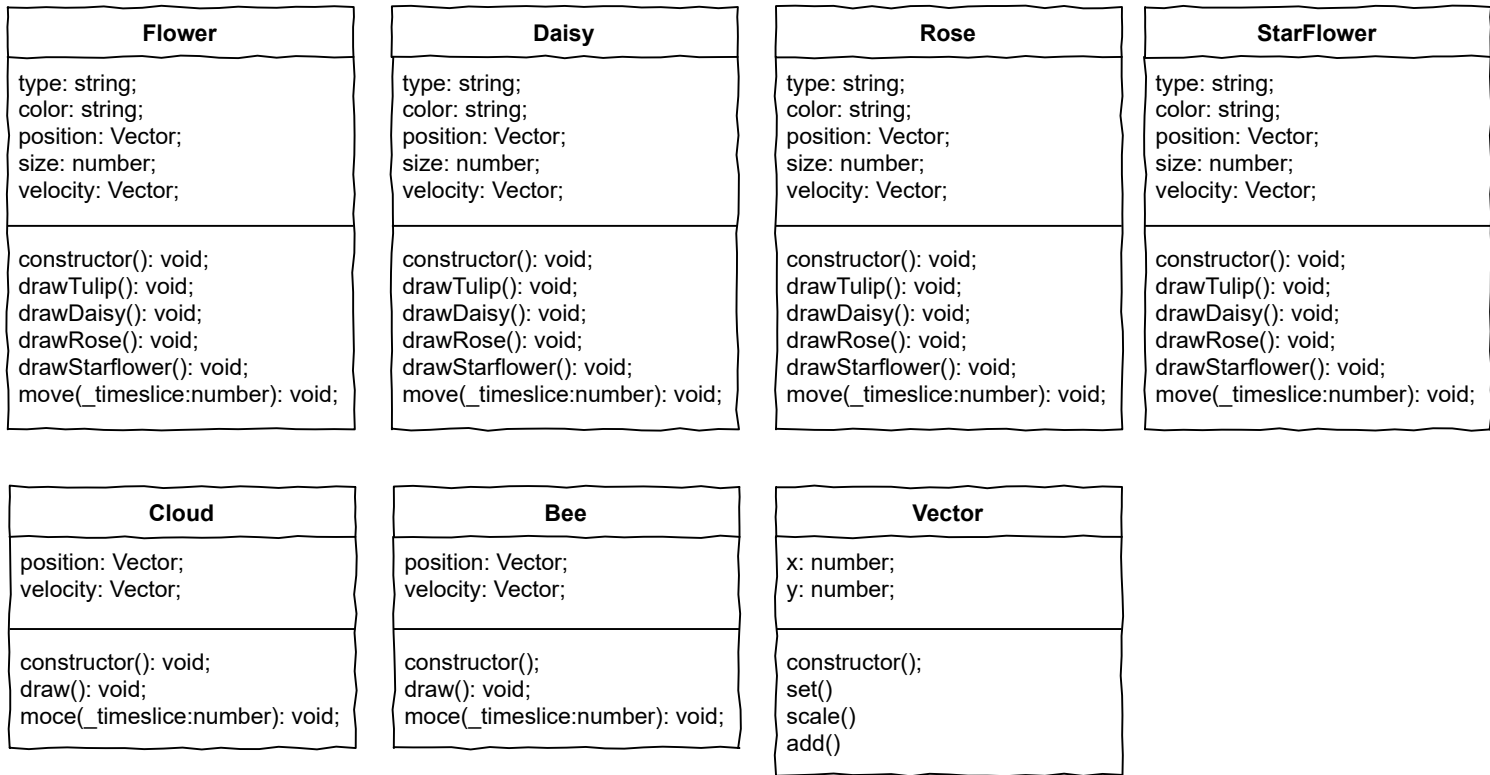 Flower
type: string;
color: string;
position: Vector;
size: number;
velocity: Vector;
constructor(): void;
drawTulip(): void;
drawDaisy(): void;
drawRose(): void;
drawStarflower(): void;
move(_timeslice:number): void;
Daisy
type: string;
color: string;
position: Vector;
size: number;
velocity: Vector;
constructor(): void;
drawTulip(): void;
drawDaisy(): void;
drawRose(): void;
drawStarflower(): void;
move(_timeslice:number): void;
Rose
type: string;
color: string;
position: Vector;
size: number;
velocity: Vector;
constructor(): void;
drawTulip(): void;
drawDaisy(): void;
drawRose(): void;
drawStarflower(): void;
move(_timeslice:number): void;
StarFlower
type: string;
color: string;
position: Vector;
size: number;
velocity: Vector;
constructor(): void;
drawTulip(): void;
drawDaisy(): void;
drawRose(): void;
drawStarflower(): void;
move(_timeslice:number): void;
Cloud
position: Vector;
velocity: Vector;
constructor(): void;
draw(): void;
moce(_timeslice:number): void;
Bee
position: Vector;
velocity: Vector;
constructor();
draw(): void;
moce(_timeslice:number): void;
Vector
x: number;
y: number;
constructor();
set()
scale()
add()